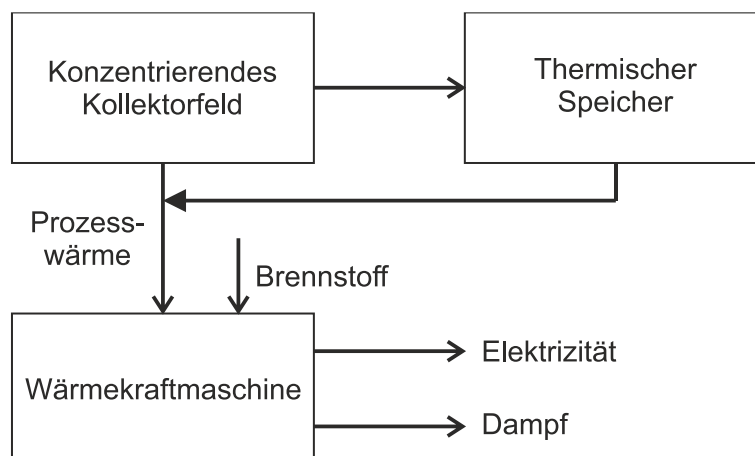 Konzentrierendes
Kollektorfeld
Thermischer
Speicher
Prozess-
wärme
Brennstoff
Wärmekraftmaschine
Elektrizität
Dampf